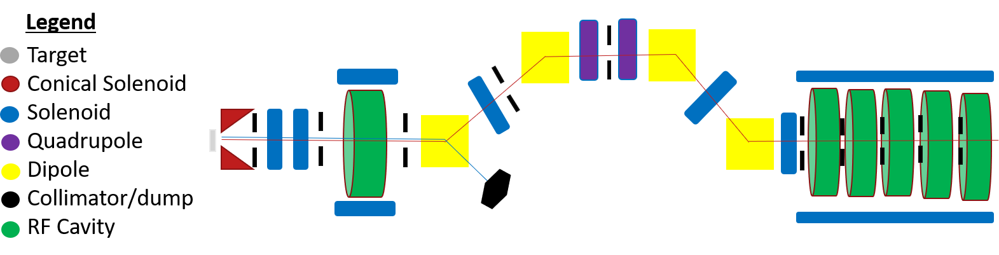 Legend
Target
Conical Solenoid
Solenoid
Quadrupole
Dipole
Collimator/dump
RF Cavity